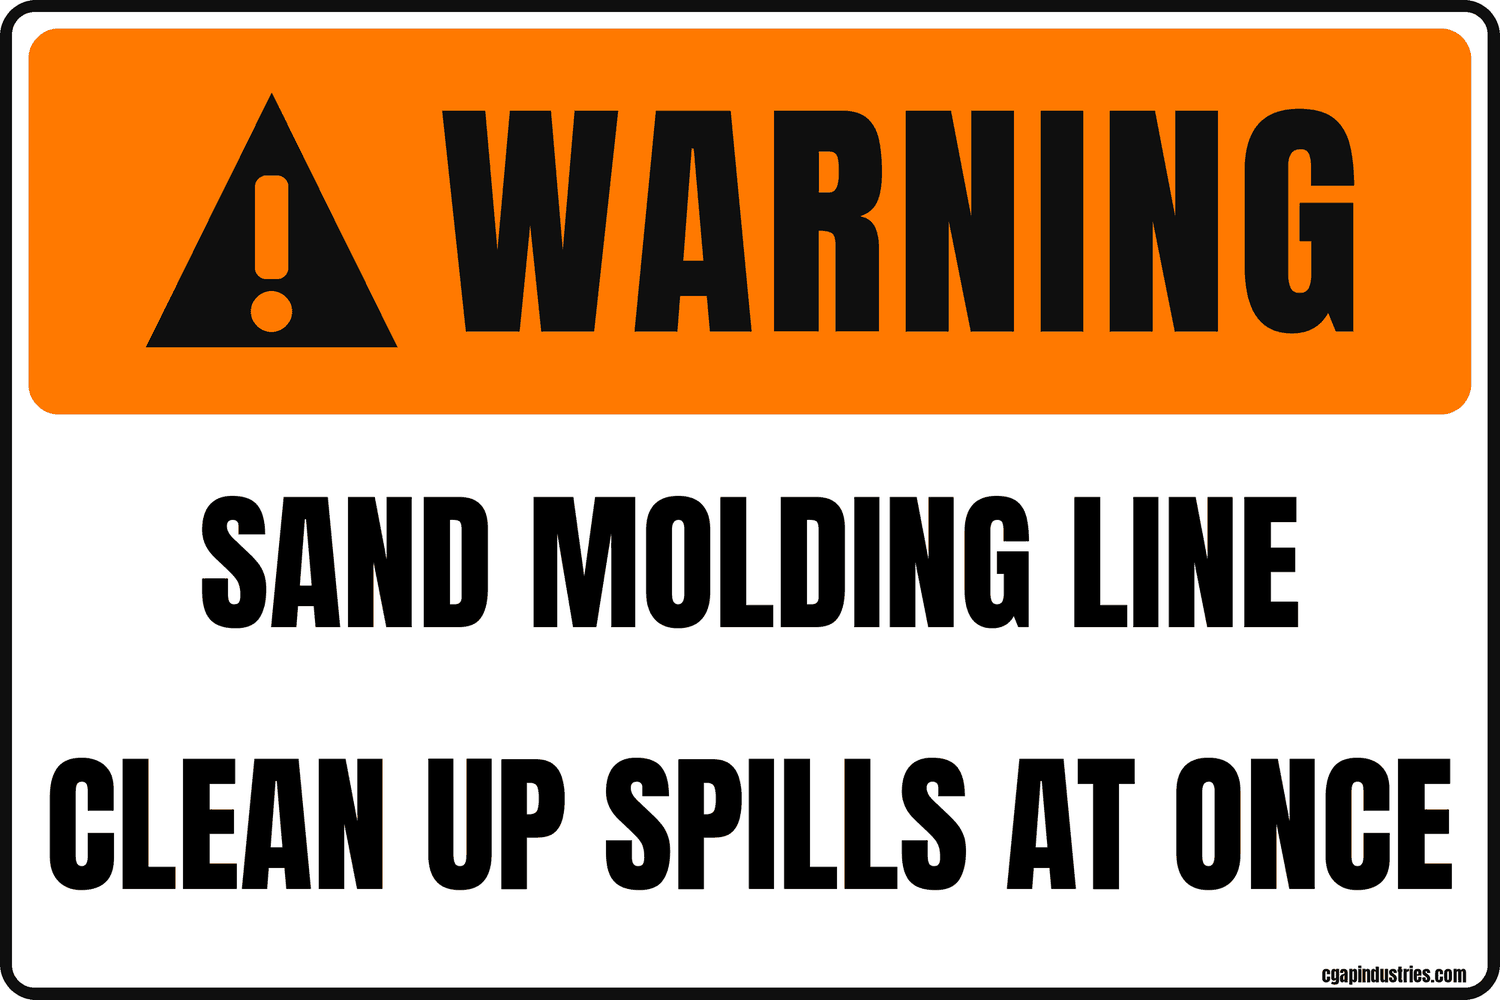 WARNING
SAND MOLDING LINE
CLEAN UP SPILLS AT ONCE
cgapindustries.com